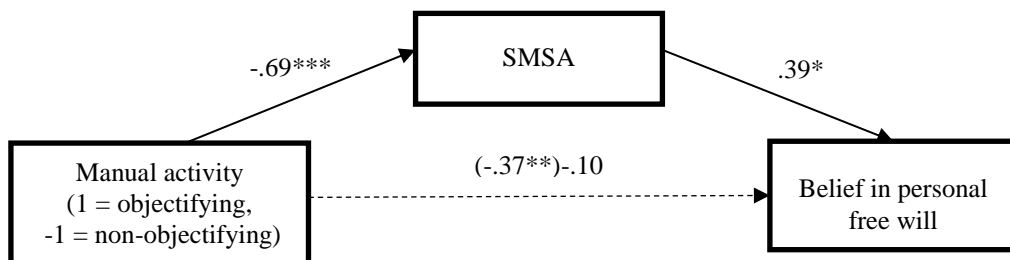 -.69***
SMSA
.39*
Manual activity
(1 = objectifying,
-1 = non-objectifying)
(-.37**)-.10
Belief in personal
free will